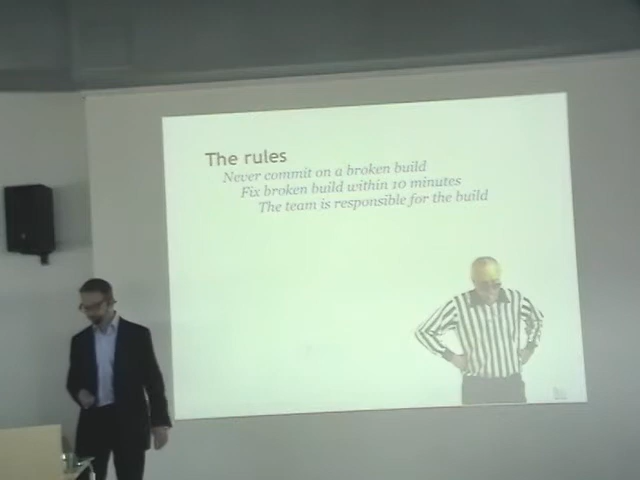 The rules
Never commit on a broken build
Fix broken build within 10 minutes
The team is responsible for the build